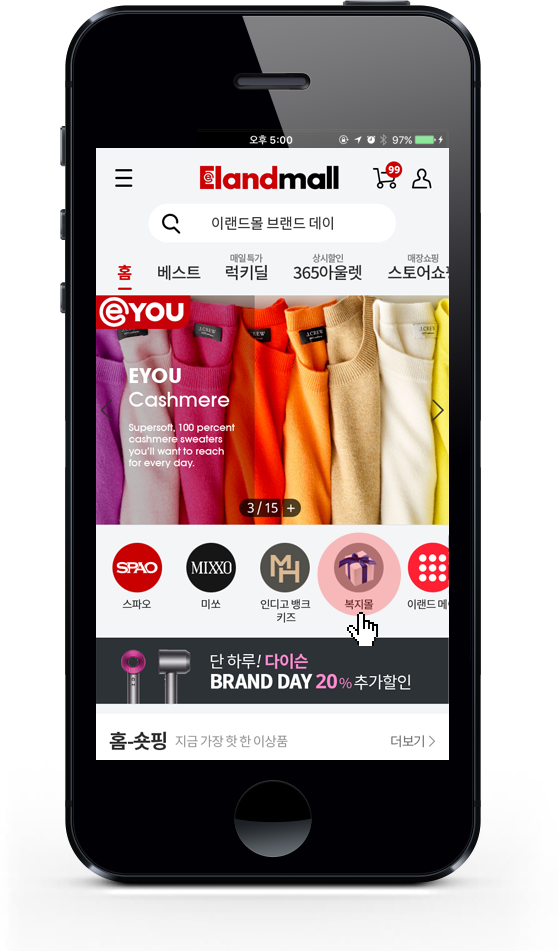 오후 5:00
97%
elandmall
99
이랜드몰 브랜드 데이
매일 특가
상시할인
매장쇼핑
홈
베스트
럭키딜
365아울렛
스토어쇼핑
eYOU
J.CREW
J.CREW
J.CREW
EYOU
Cashmere
Supersoft, 100 percent
cashmere sweaters
you'll want to reach
for every day.
3 / 15 +
SPAO
MIXXO
MH
스파오
미쏘
인디고 뱅크
키즈
복지몰
이랜드 메
단 하루! 다이슨
BRAND DAY 20% 추가할인
홈-숏핑
지금 가장 핫 한 이상품
더보기 >